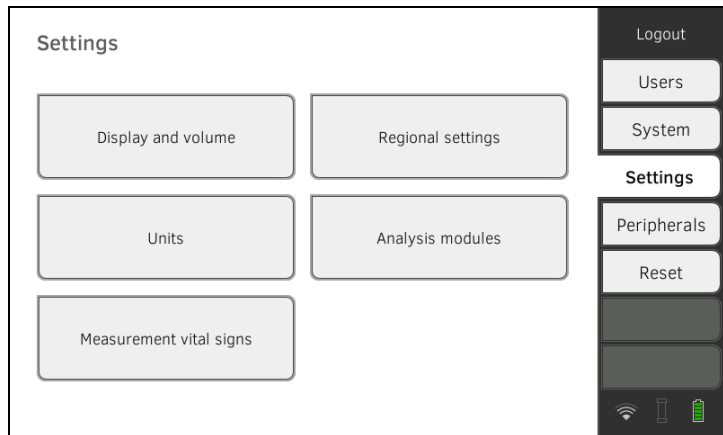 Settings
Display and volume
Regional settings
Units
Analysis modules
Measurement vital signs
Logout
Users
System
Settings
Peripherals
Reset